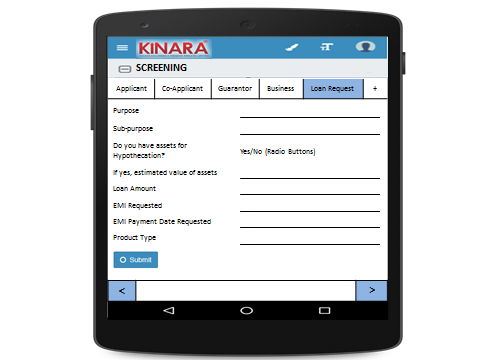 KINARA
SCREENING
Applicant Co-Applicant Guarantor Business Loan Request +
Purpose
Sub-purpose
Do you have assets for
Hypothecation? Yes/No (Radio Buttons)
If yes, estimated value of assets
Loan Amount
EMI Requested
EMI Payment Date Requested
Product Type
Submit
< >